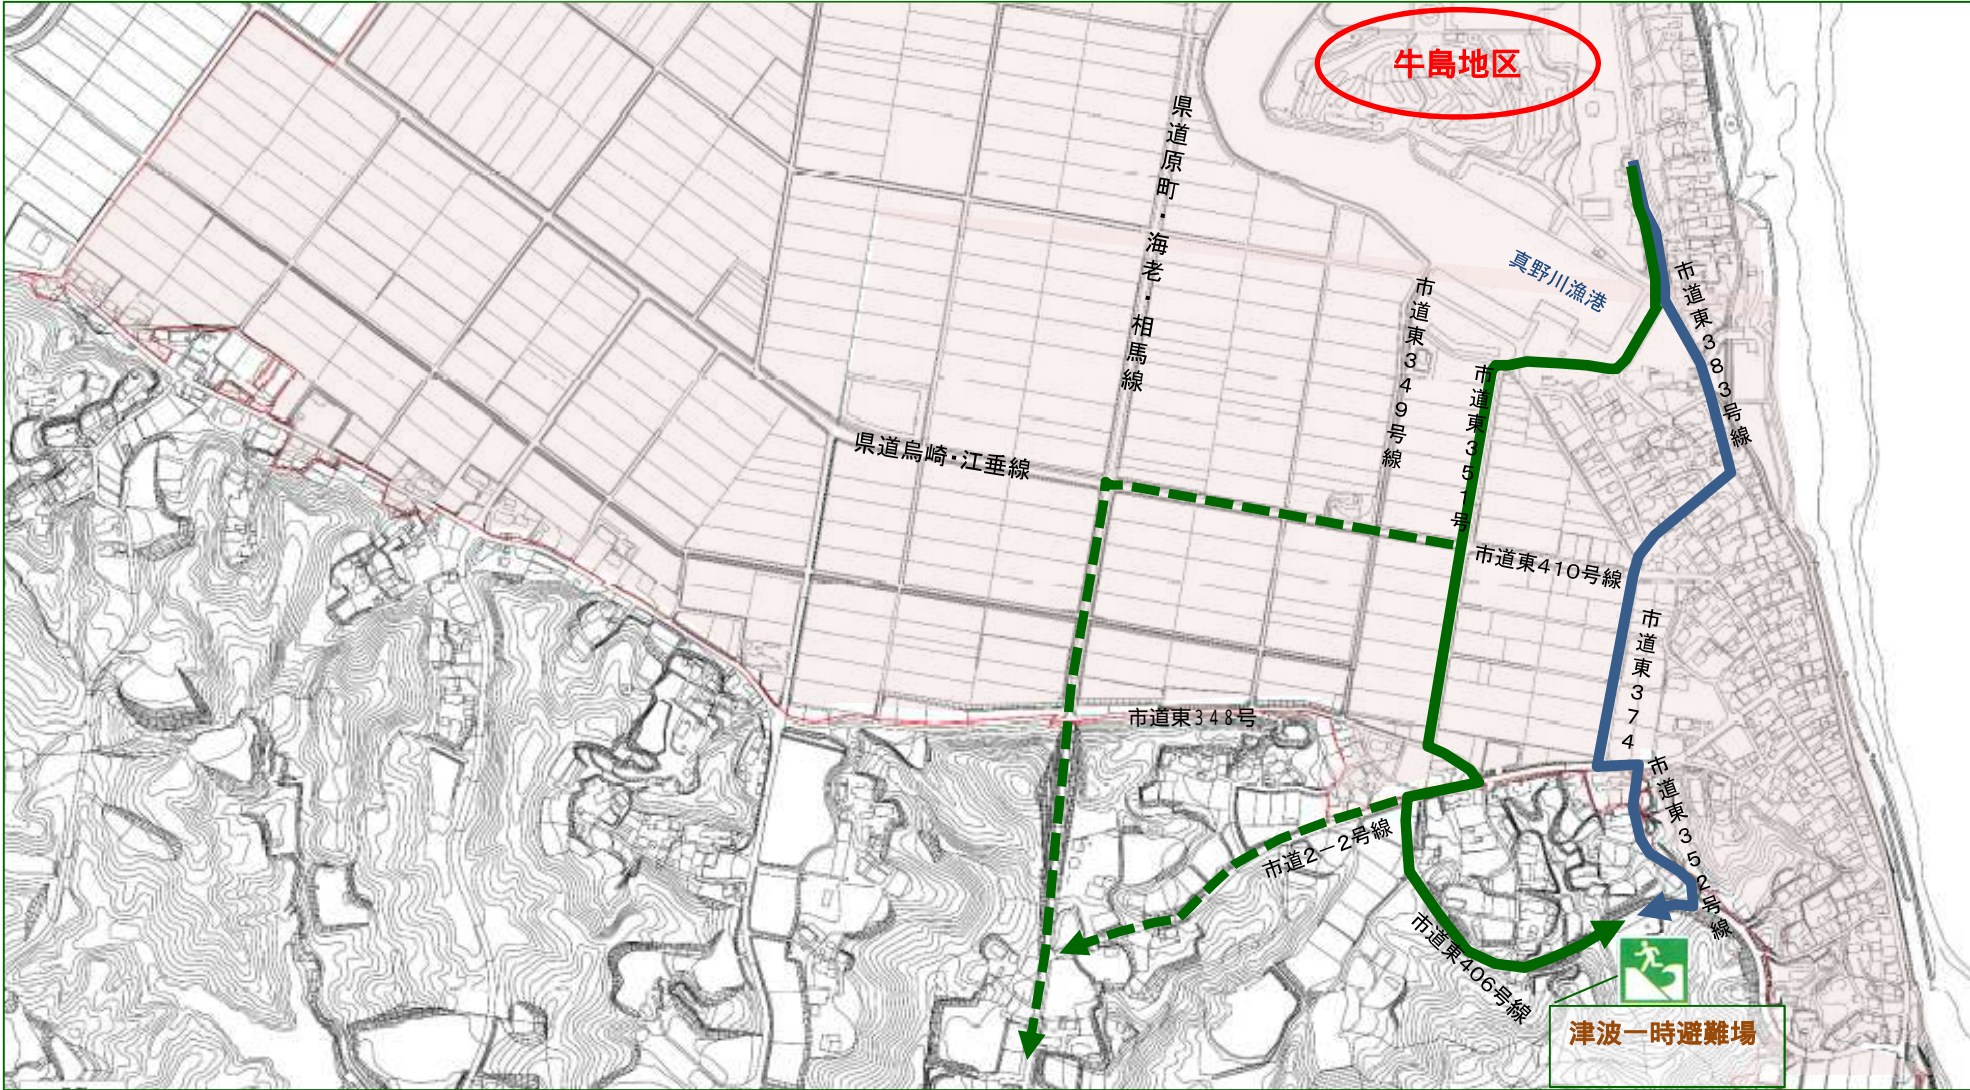 牛島地区
県道原町・海老・相馬線
真野川漁港
市道東383号線
市道東349号線
市道東351号
県道烏崎・江垂線
市道東410号線
市道東374
市道東348号
市道東352号線
市道2－2号線
市道東406号線
津波一時避難場